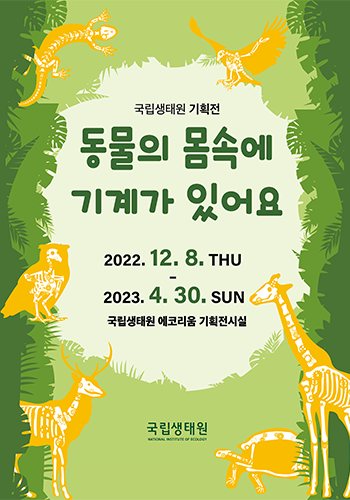 국립생태원 기획전
동물의 몸속에
기계가 있어요
2022. 12. 8. THU
-
2023. 4. 30. SUN
국립생태원 에코리움 기획전시실
국립생태원
NATIONAL INSTITUTE OF ECOLOGY